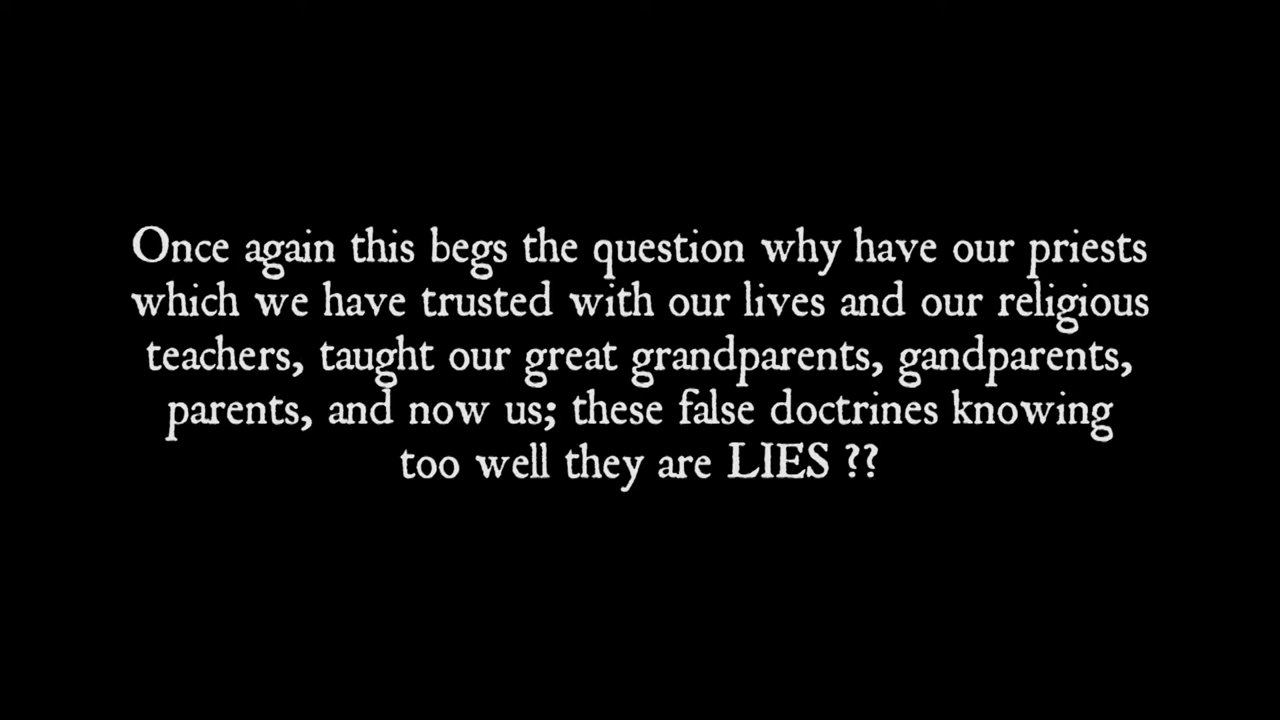 Once again this begs the question why have our priests
which we have trusted with our lives and our religious
teachers, taught our great grandparents, gandparents,
parents, and now us; these false doctrines knowing
too well they are LIES ??